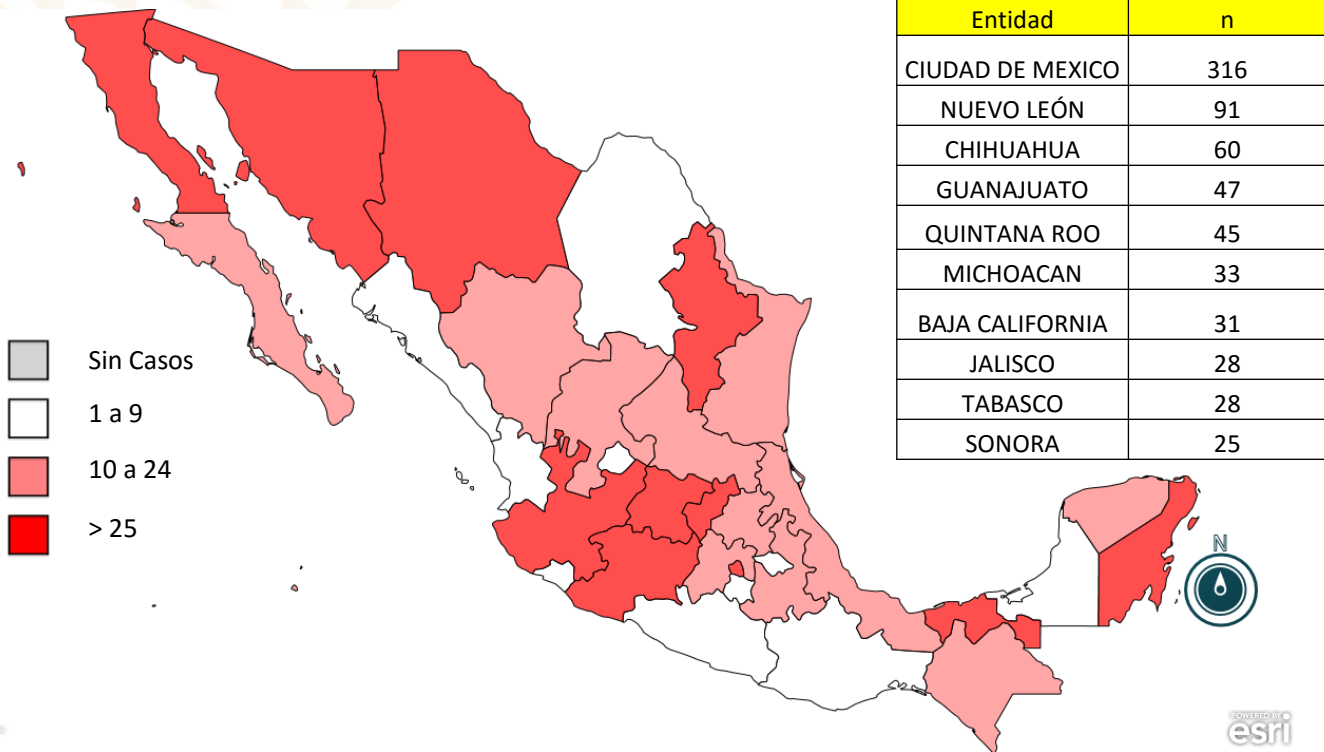 Entidad n
CIUDAD DE MEXICO 316
NUEVO LEÓN 91
CHIHUAHUA 60
GUANAJUATO 47
QUINTANA ROO 45
MICHOACAN 33
BAJA CALIFORNIA 31
JALISCO 28
TABASCO 28
SONORA 25
Sin Casos
1 a 9
10 a 24
> 25
N
POWERED BY
esri